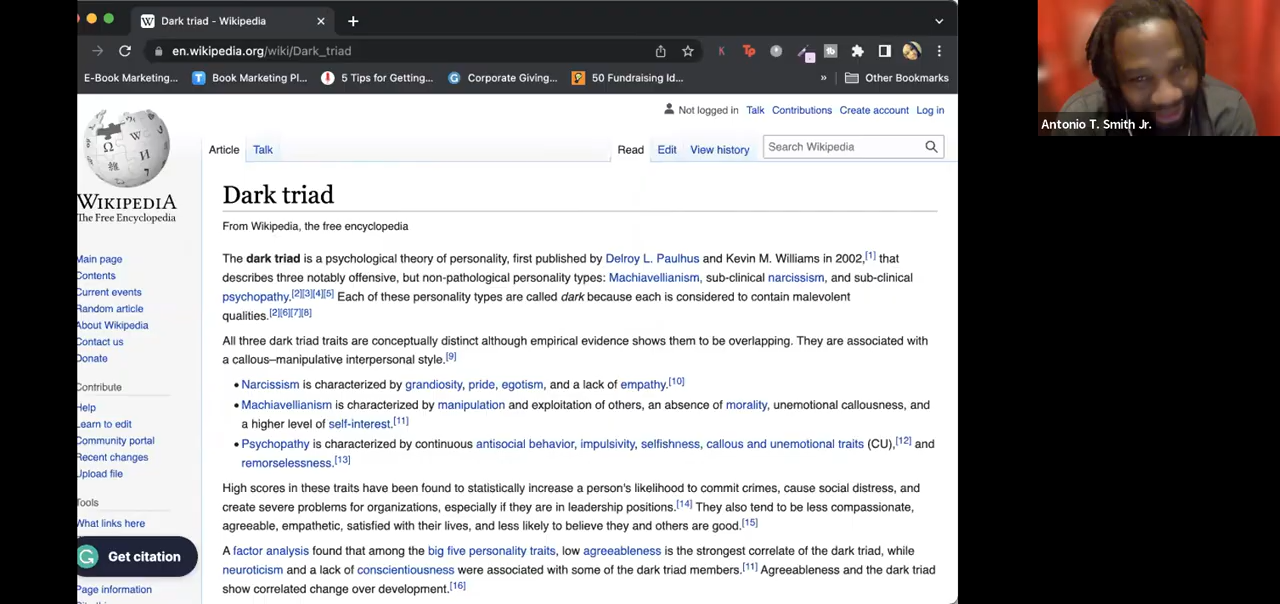 Dark triad - Wikipedia
en.wikipedia.org/wiki/Dark_triad
E-Book Marketing... Book Marketing Pl... 5 Tips for Getting... Corporate Giving... 50 Fundraising Id... » Other Bookmarks
Not logged in Talk Contributions Create account Log in
Article Talk Read Edit View history Search Wikipedia
WIKIPEDIA
The Free Encyclopedia
Main page
Contents
Current events
Random article
About Wikipedia
Contact us
Donate
Contribute
Help
Learn to edit
Community portal
Recent changes
Upload file
Tools
What links here
Get citation
Page information
Dark triad
From Wikipedia, the free encyclopedia
The dark triad is a psychological theory of personality, first published by Delroy L. Paulhus and Kevin M. Williams in 2002,[1] that
describes three notably offensive, but non-pathological personality types: Machiavellianism, sub-clinical narcissism, and sub-clinical
psychopathy.[2][3][4][5] Each of these personality types are called dark because each is considered to contain malevolent
qualities.[2][6][7][8]
All three dark triad traits are conceptually distinct although empirical evidence shows them to be overlapping. They are associated with
a callous–manipulative interpersonal style.[9]
• Narcissism is characterized by grandiosity, pride, egotism, and a lack of empathy.[10]
• Machiavellianism is characterized by manipulation and exploitation of others, an absence of morality, unemotional callousness, and
a higher level of self-interest.[11]
• Psychopathy is characterized by continuous antisocial behavior, impulsivity, selfishness, callous and unemotional traits (CU),[12] and
remorselessness.[13]
High scores in these traits have been found to statistically increase a person's likelihood to commit crimes, cause social distress, and
create severe problems for organizations, especially if they are in leadership positions.[14] They also tend to be less compassionate,
agreeable, empathetic, satisfied with their lives, and less likely to believe they and others are good.[15]
A factor analysis found that among the big five personality traits, low agreeableness is the strongest correlate of the dark triad, while
neuroticism and a lack of conscientiousness were associated with some of the dark triad members.[11] Agreeableness and the dark triad
show correlated change over development.[16]
Antonio T. Smith Jr.